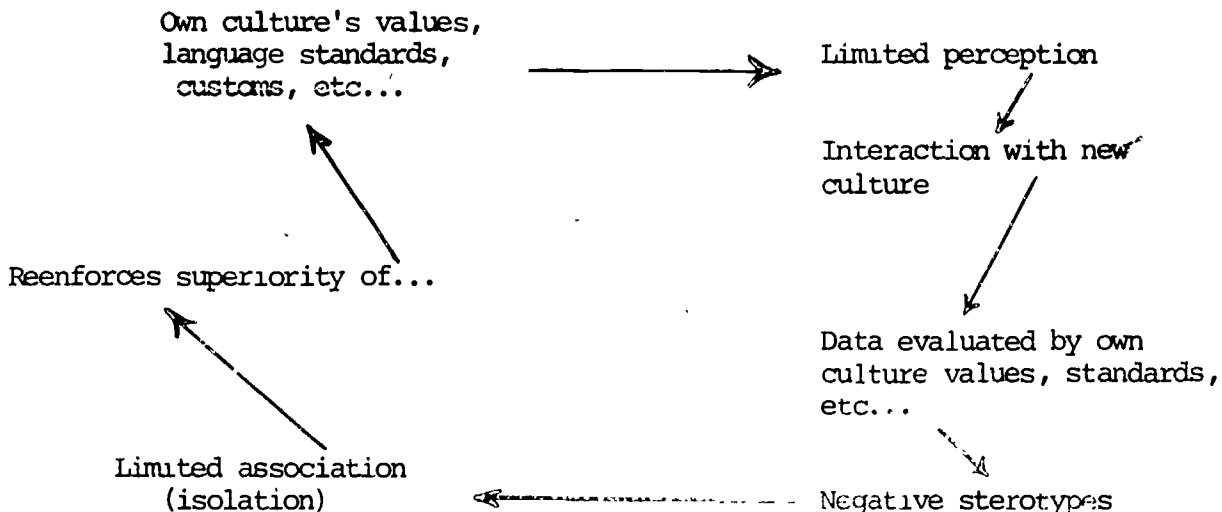 Own culture's values,
language standards,
customs, etc...
Limited perception
Interaction with new
culture
Data evaluated by own
culture values, standards,
etc...
Negative sterotypes
Limited association
(isolation)
Reenforces superiority of...